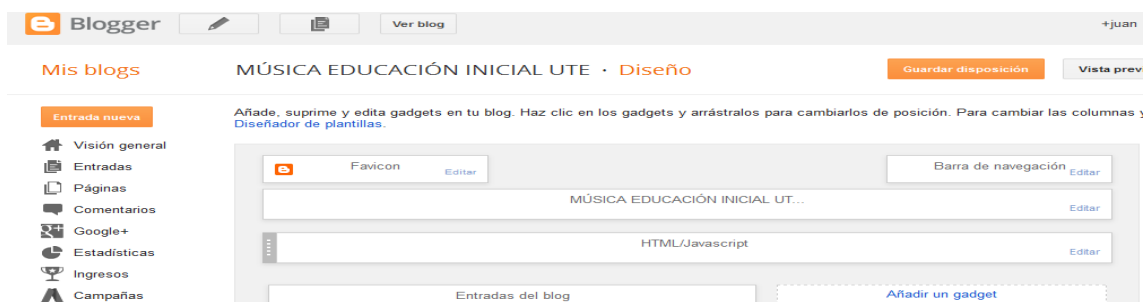 Blogger Ver blog +juan
Mis blogs MÚSICA EDUCACIÓN INICIAL UTE · Diseño Guardar disposición Vista prev
Entrada nueva
Añade, suprime y edita gadgets en tu blog. Haz clic en los gadgets y arrástralos para cambiarlos de posición. Para cambiar las columnas y
Diseñador de plantillas.
Visión general
Entradas
Páginas
Comentarios
Google+
Estadísticas
Ingresos
Campañas
Favicon Editar
Barra de navegación Editar
MÚSICA EDUCACIÓN INICIAL UT... Editar
HTML/Javascript Editar
Entradas del blog
Añadir un gadget